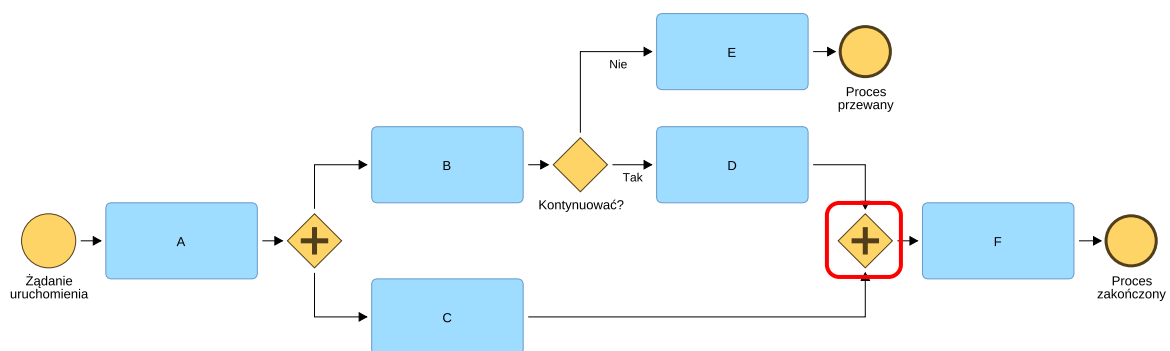 E
Nie
Proces
przewany
B
D
Tak
Kontynuować?
A
F
Żądanie
uruchomienia
Proces
zakończony
C